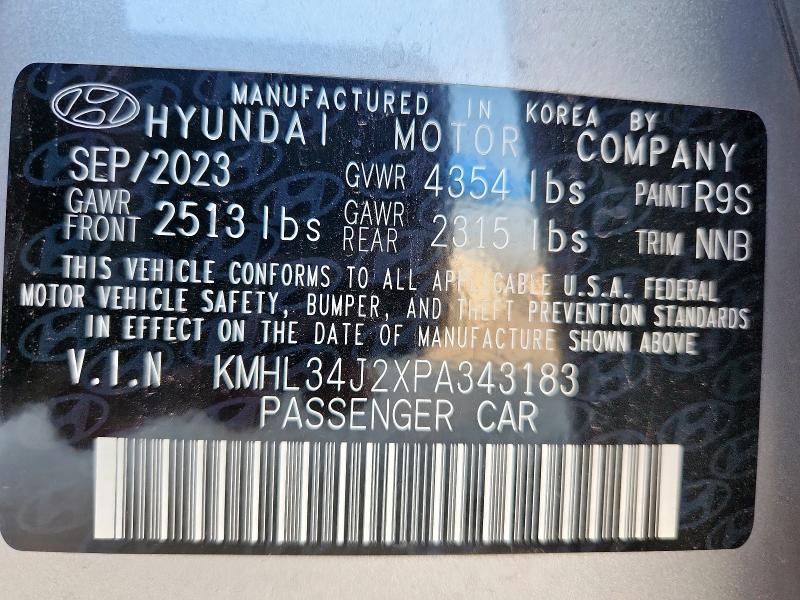 MANUFACTURED IN KOREA BY
HYUNDAI MOTOR COMPANY
SEP/2023 GVWR 4354 lbs PAINT R9S
GAWR FRONT 2513 lbs GAWR REAR 2315 lbs TRIM NNB
THIS VEHICLE CONFORMS TO ALL APPLICABLE U.S.A. FEDERAL
MOTOR VEHICLE SAFETY, BUMPER, AND THEFT PREVENTION STANDARDS
IN EFFECT ON THE DATE OF MANUFACTURE SHOWN ABOVE
V.I.N KMHL34J2XPA343183
PASSENGER CAR